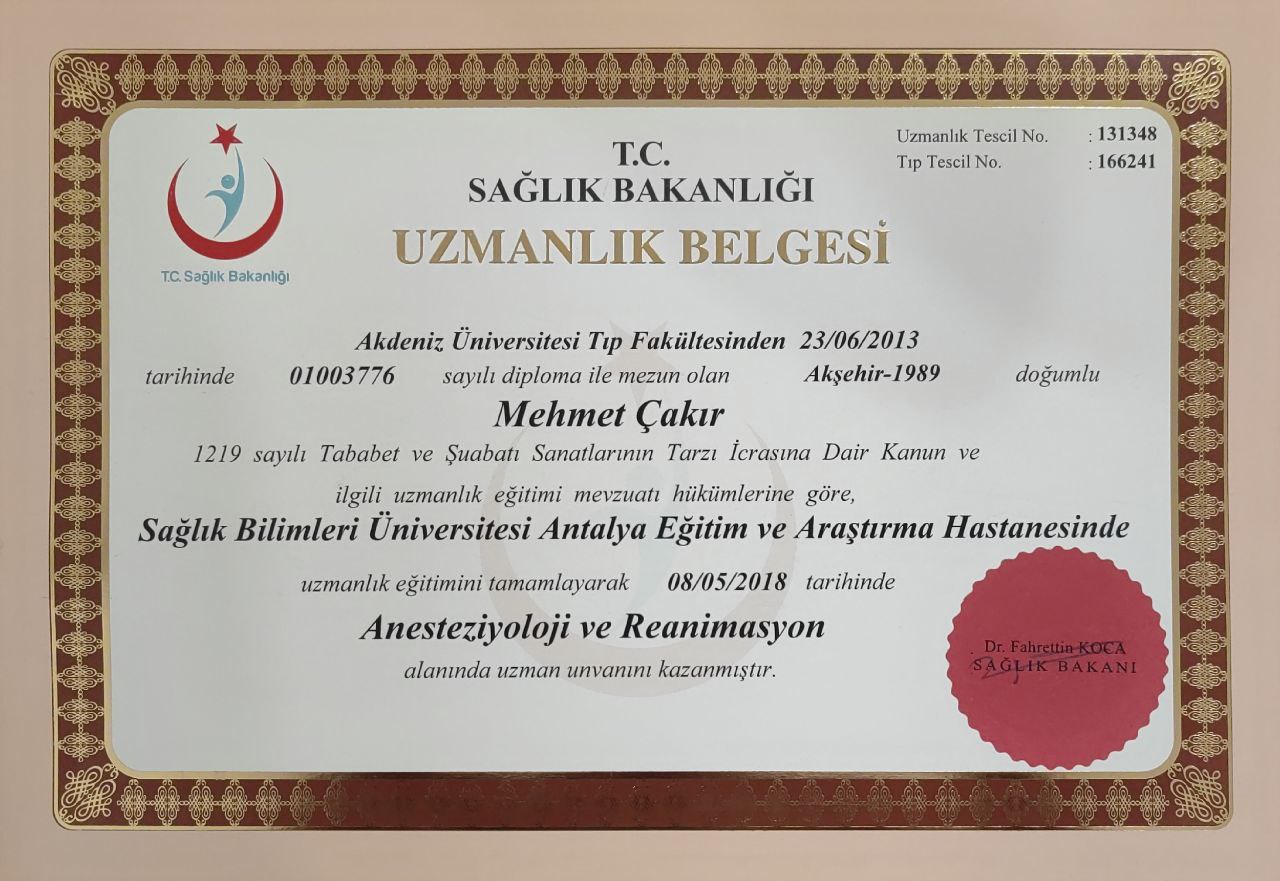 T.C. Sağlık Bakanlığı
T.C.
SAĞLIK BAKANLIĞI
UZMANLIK BELGESİ
Uzmanlık Tescil No. : 131348
Tıp Tescil No. : 166241
Akdeniz Üniversitesi Tıp Fakültesinden 23/06/2013
tarihinde 01003776 sayılı diploma ile mezun olan Akşehir-1989 doğumlu
Mehmet Çakır
1219 sayılı Tababet ve Şuabatı Sanatlarının Tarzı İcrasına Dair Kanun ve
ilgili uzmanlık eğitimi mevzuatı hükümlerine göre,
Sağlık Bilimleri Üniversitesi Antalya Eğitim ve Araştırma Hastanesinde
uzmanlık eğitimini tamamlayarak 08/05/2018 tarihinde
Anesteziyoloji ve Reanimasyon
alanında uzman unvanını kazanmıştır.
Dr. Fahrettin KOCA
SAĞLIK BAKANI